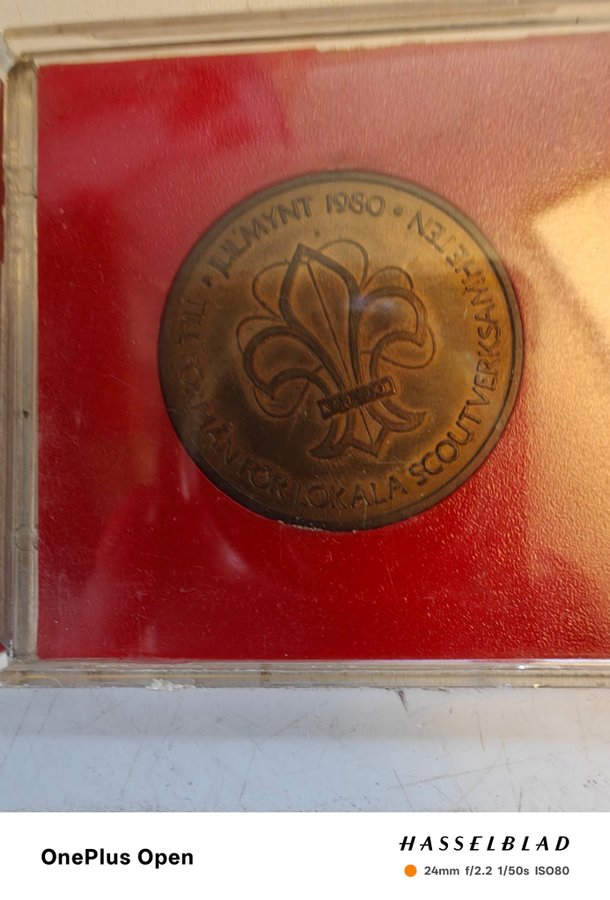 • JULMYNT 1980 •
TILL FÖRMÅN FÖR LOKALA SCOUTVERKSAMHETEN
OnePlus Open
HASSELBLAD
24mm f/2.2 1/50s ISO80